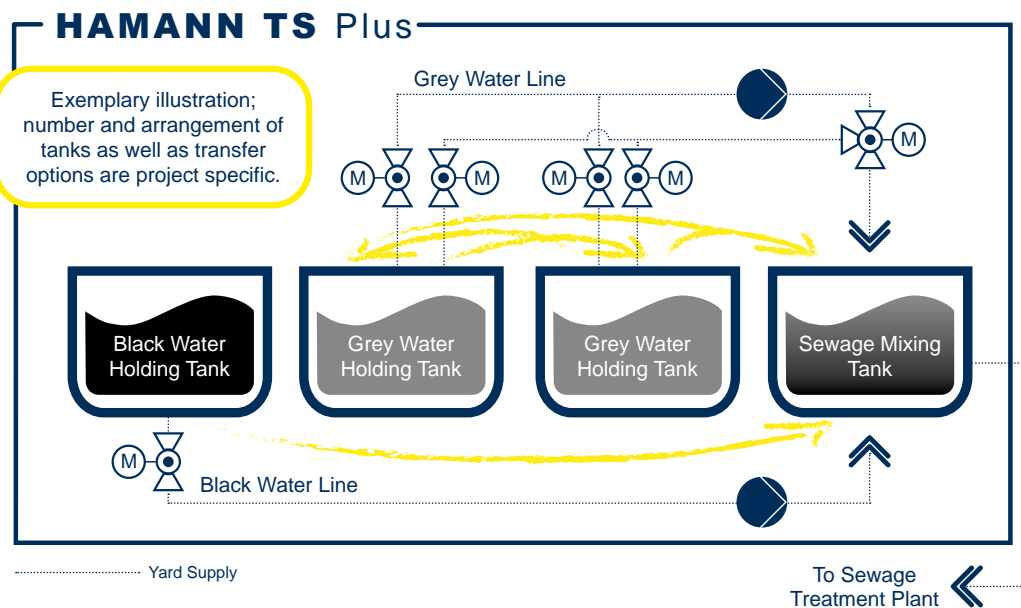 HAMANN TS Plus
Exemplary illustration;
number and arrangement of
tanks as well as transfer
options are project specific.
Grey Water Line
M
M
M
M
M
Black Water
Holding Tank
Grey Water
Holding Tank
Grey Water
Holding Tank
Sewage Mixing
Tank
M
Black Water Line
Yard Supply
To Sewage
Treatment Plant